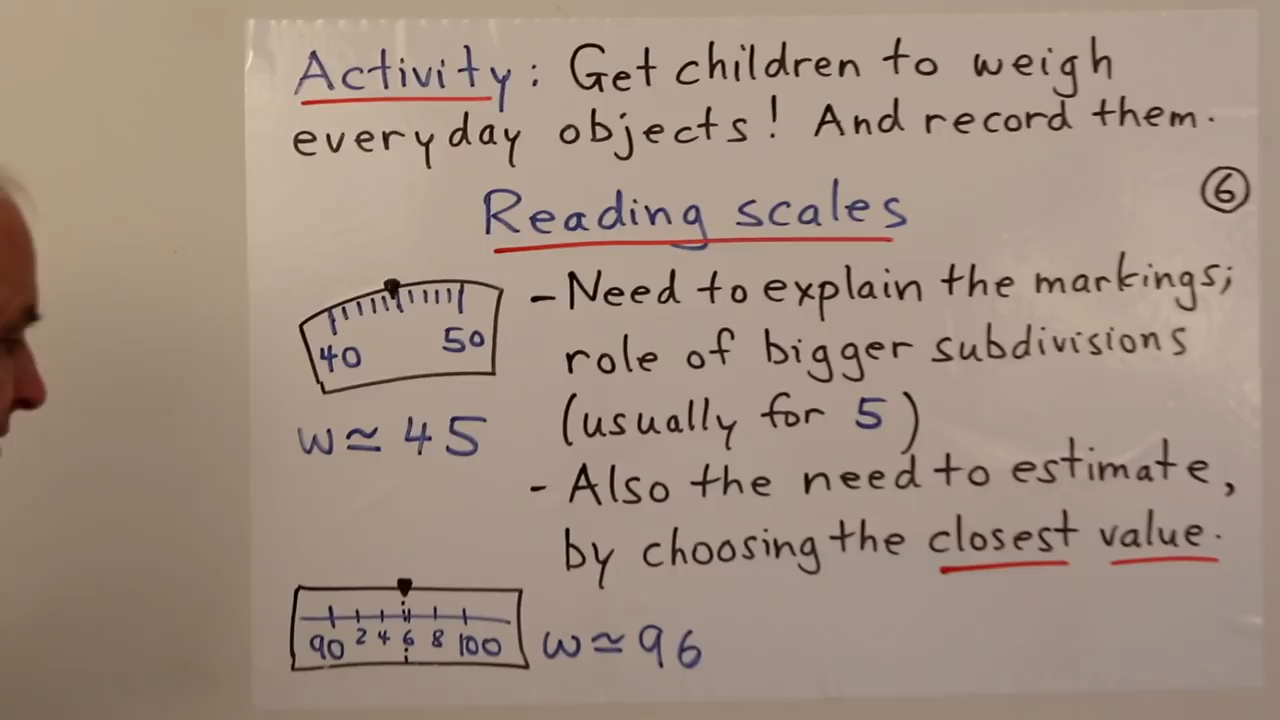 Activity: Get children to weigh
everyday objects! And record them.
Reading scales
6
- Need to explain the markings;
role of bigger subdivisions
(usually for 5)
- Also the need to estimate,
by choosing the closest value.
40 50
w ≃ 45
90 2 4 6 8 100
w ≃ 96